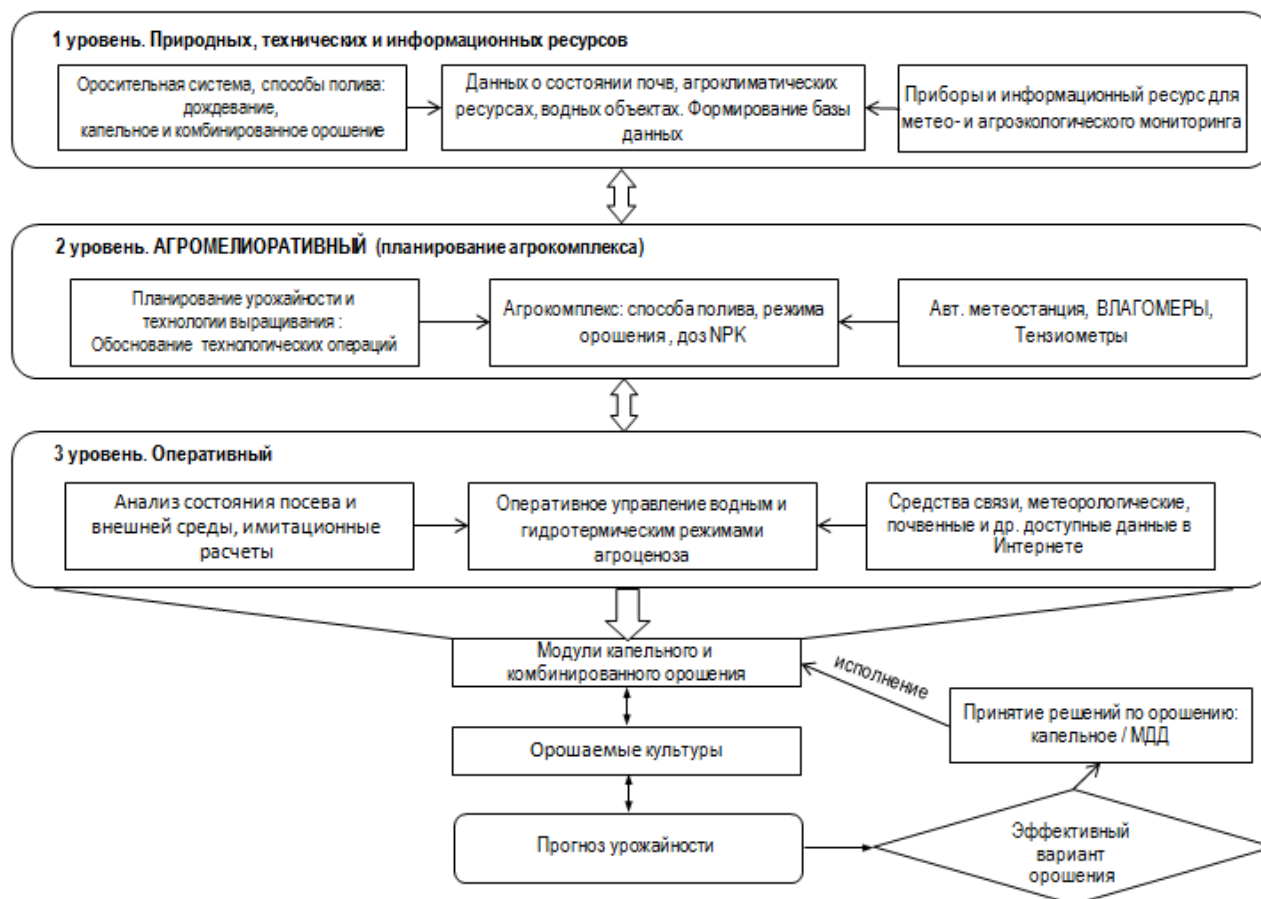 1 уровень. Природных, технических и информационных ресурсов
Оросительная система, способы полива:
дождевание,
капельное и комбинированное орошение
Данных о состоянии почв, агроклиматических
ресурсах, водных объектах. Формирование базы
данных
Приборы и информационный ресурс для
метео- и агроэкологического мониторинга
2 уровень. АГРОМЕЛИОРАТИВНЫЙ (планирование агрокомплекса)
Планирование урожайности и
технологии выращивания :
Обоснование технологических операций
Агрокомплекс: способа полива, режима
орошения , доз NPK
Авт. метеостанция, ВЛАГОМЕРЫ,
Тензиометры
3 уровень. Оперативный
Анализ состояния посева и
внешней среды, имитационные
расчеты
Оперативное управление водным и
гидротермическим режимами
агроценоза
Средства связи, метеорологические,
почвенные и др. доступные данные в
Интернете
Модули капельного и
комбинированного орошения
исполнение
Принятие решений по орошению:
капельное / МДД
Орошаемые культуры
Прогноз урожайности
Эффективный
вариант
орошения